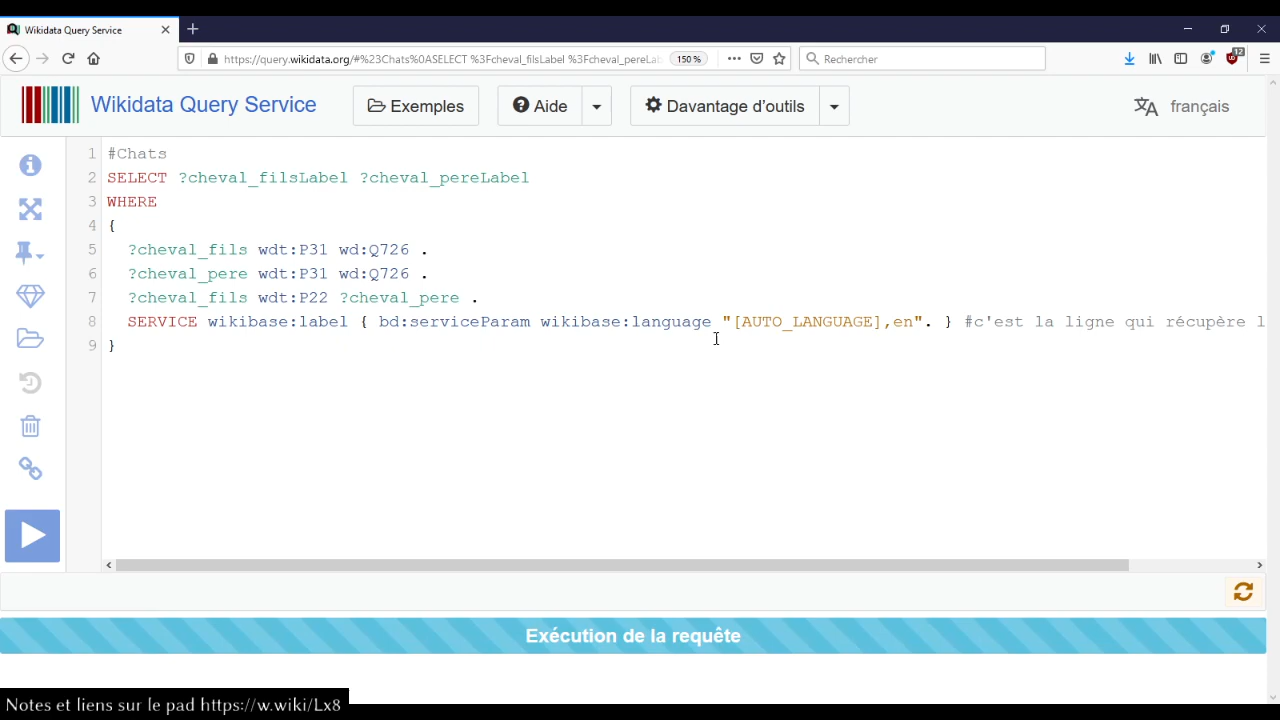 Wikidata Query Service
https://query.wikidata.org/#%23Chats%0ASELECT %3Fcheval_filsLabel %3Fcheval_pereLab
150 %
Rechercher
12
Wikidata Query Service
Exemples
Aide
Davantage d'outils
français
1 #Chats
2 SELECT ?cheval_filsLabel ?cheval_pereLabel
3 WHERE
4 {
5 ?cheval_fils wdt:P31 wd:Q726 .
6 ?cheval_pere wdt:P31 wd:Q726 .
7 ?cheval_fils wdt:P22 ?cheval_pere .
8 SERVICE wikibase:label { bd:serviceParam wikibase:language "[AUTO_LANGUAGE],en". } #c'est la ligne qui récupère l
9 }
Exécution de la requête
Notes et liens sur le pad https://w.wiki/Lx8